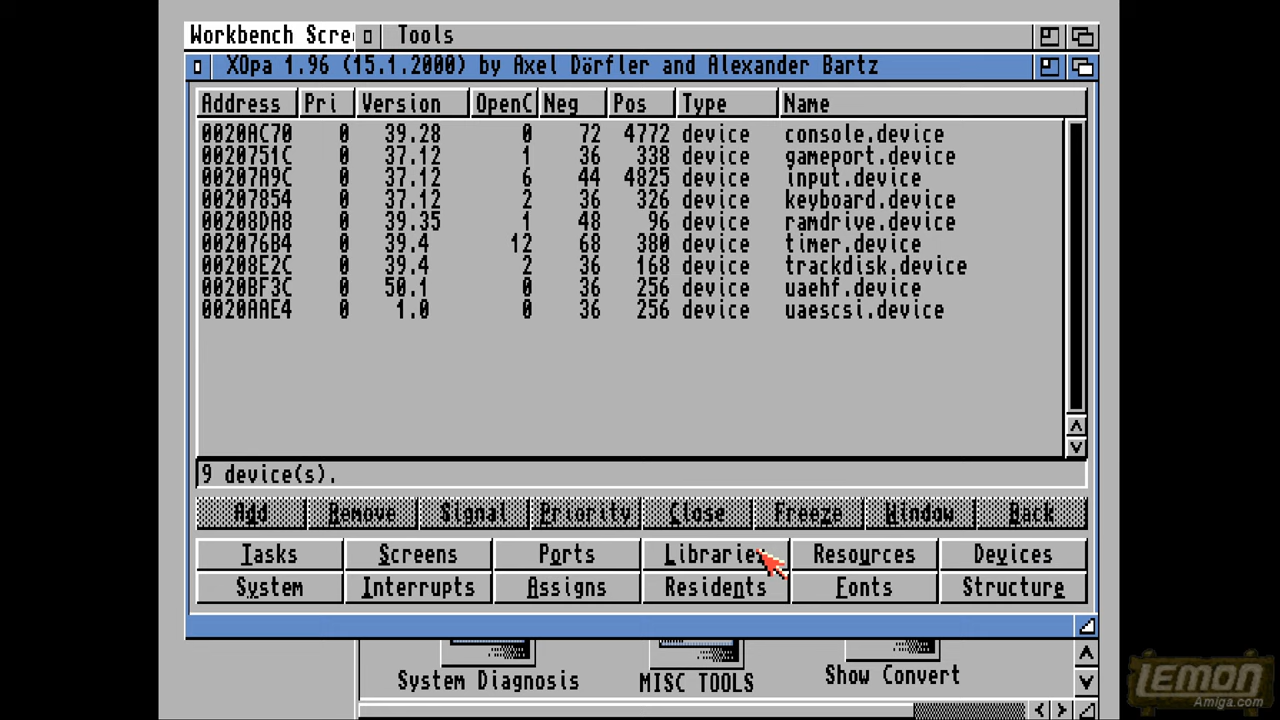 Workbench Scree Tools
XOpa 1.96 (15.1.2000) by Axel Dörfler and Alexander Bartz
Address Pri Version OpenC Neg Pos Type Name
0020AC70 0 39.28 0 72 4772 device console.device
0020751C 0 37.12 1 36 338 device gameport.device
00207A9C 0 37.12 6 44 4825 device input.device
00207854 0 37.12 2 36 326 device keyboard.device
00208DA8 0 39.35 1 48 96 device ramdrive.device
002076B4 0 39.4 12 68 380 device timer.device
00208E2C 0 39.4 2 36 168 device trackdisk.device
0020BF3C 0 50.1 0 36 256 device uaehf.device
0020AAE4 0 1.0 0 36 256 device uaescsi.device
9 device(s).
Add Remove Signal Priority Close Freeze Window Back
Tasks Screens Ports Libraries Resources Devices
System Interrupts Assigns Residents Fonts Structure
System Diagnosis MISC TOOLS Show Convert
LEMON
Amiga.com